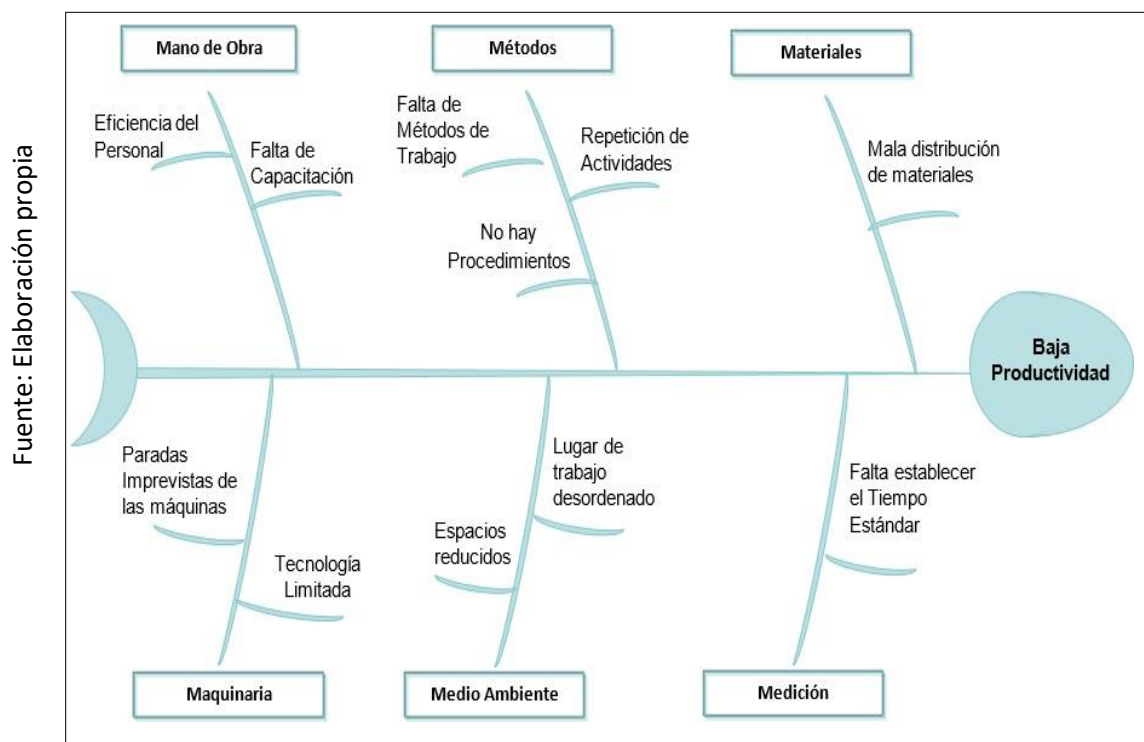 Fuente: Elaboración propia
Mano de Obra
Métodos
Materiales
Eficiencia del
Personal
Falta de
Capacitación
Falta de
Métodos de
Trabajo
Repetición de
Actividades
No hay
Procedimientos
Mala distribución
de materiales
Baja
Productividad
Paradas
Imprevistas de
las máquinas
Tecnología
Limitada
Espacios
reducidos
Lugar de
trabajo
desordenado
Falta establecer
el Tiempo
Estándar
Maquinaria
Medio Ambiente
Medición